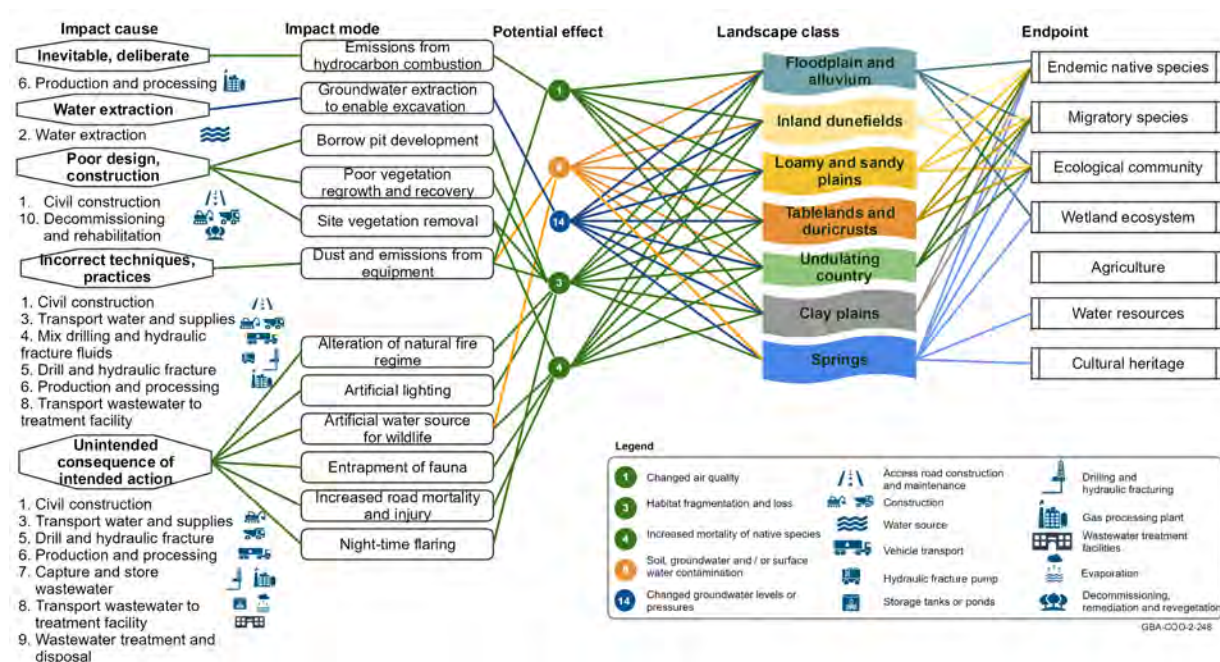 Impact cause
Impact mode
Potential effect
Landscape class
Endpoint
Inevitable, deliberate
6. Production and processing
Water extraction
2. Water extraction
Poor design,
construction
1. Civil construction
10. Decommissioning
and rehabilitation
Incorrect techniques,
practices
1. Civil construction
3. Transport water and supplies
4. Mix drilling and hydraulic
fracture fluids
5. Drill and hydraulic fracture
6. Production and processing
8. Transport wastewater to
treatment facility
Unintended
consequence of
intended action
1. Civil construction
3. Transport water and supplies
5. Drill and hydraulic fracture
6. Production and processing
7. Capture and store
wastewater
8. Transport wastewater to
treatment facility
9. Wastewater treatment and
disposal
Emissions from
hydrocarbon combustion
Groundwater extraction
to enable excavation
Borrow pit development
Poor vegetation
regrowth and recovery
Site vegetation removal
Dust and emissions from
equipment
Alteration of natural fire
regime
Artificial lighting
Artificial water source
for wildlife
Entrapment of fauna
Increased road mortality
and injury
Night-time flaring
1
14
3
4
Floodplain and
alluvium
Inland dunefields
Loamy and sandy
plains
Tablelands and
duricrusts
Undulating
country
Clay plains
Springs
Endemic native species
Migratory species
Ecological community
Wetland ecosystem
Agriculture
Water resources
Cultural heritage
Legend
1 Changed air quality
3 Habitat fragmentation and loss
4 Increased mortality of native species
Soil, groundwater and / or surface
water contamination
14 Changed groundwater levels or
pressures
Access road construction
and maintenance
Construction
Water source
Vehicle transport
Hydraulic fracture pump
Storage tanks or ponds
Drilling and
hydraulic fracturing
Gas processing plant
Wastewater treatment
facilities
Evaporation
Decommissioning,
remediation and revegetation
GBA-COO-2-248